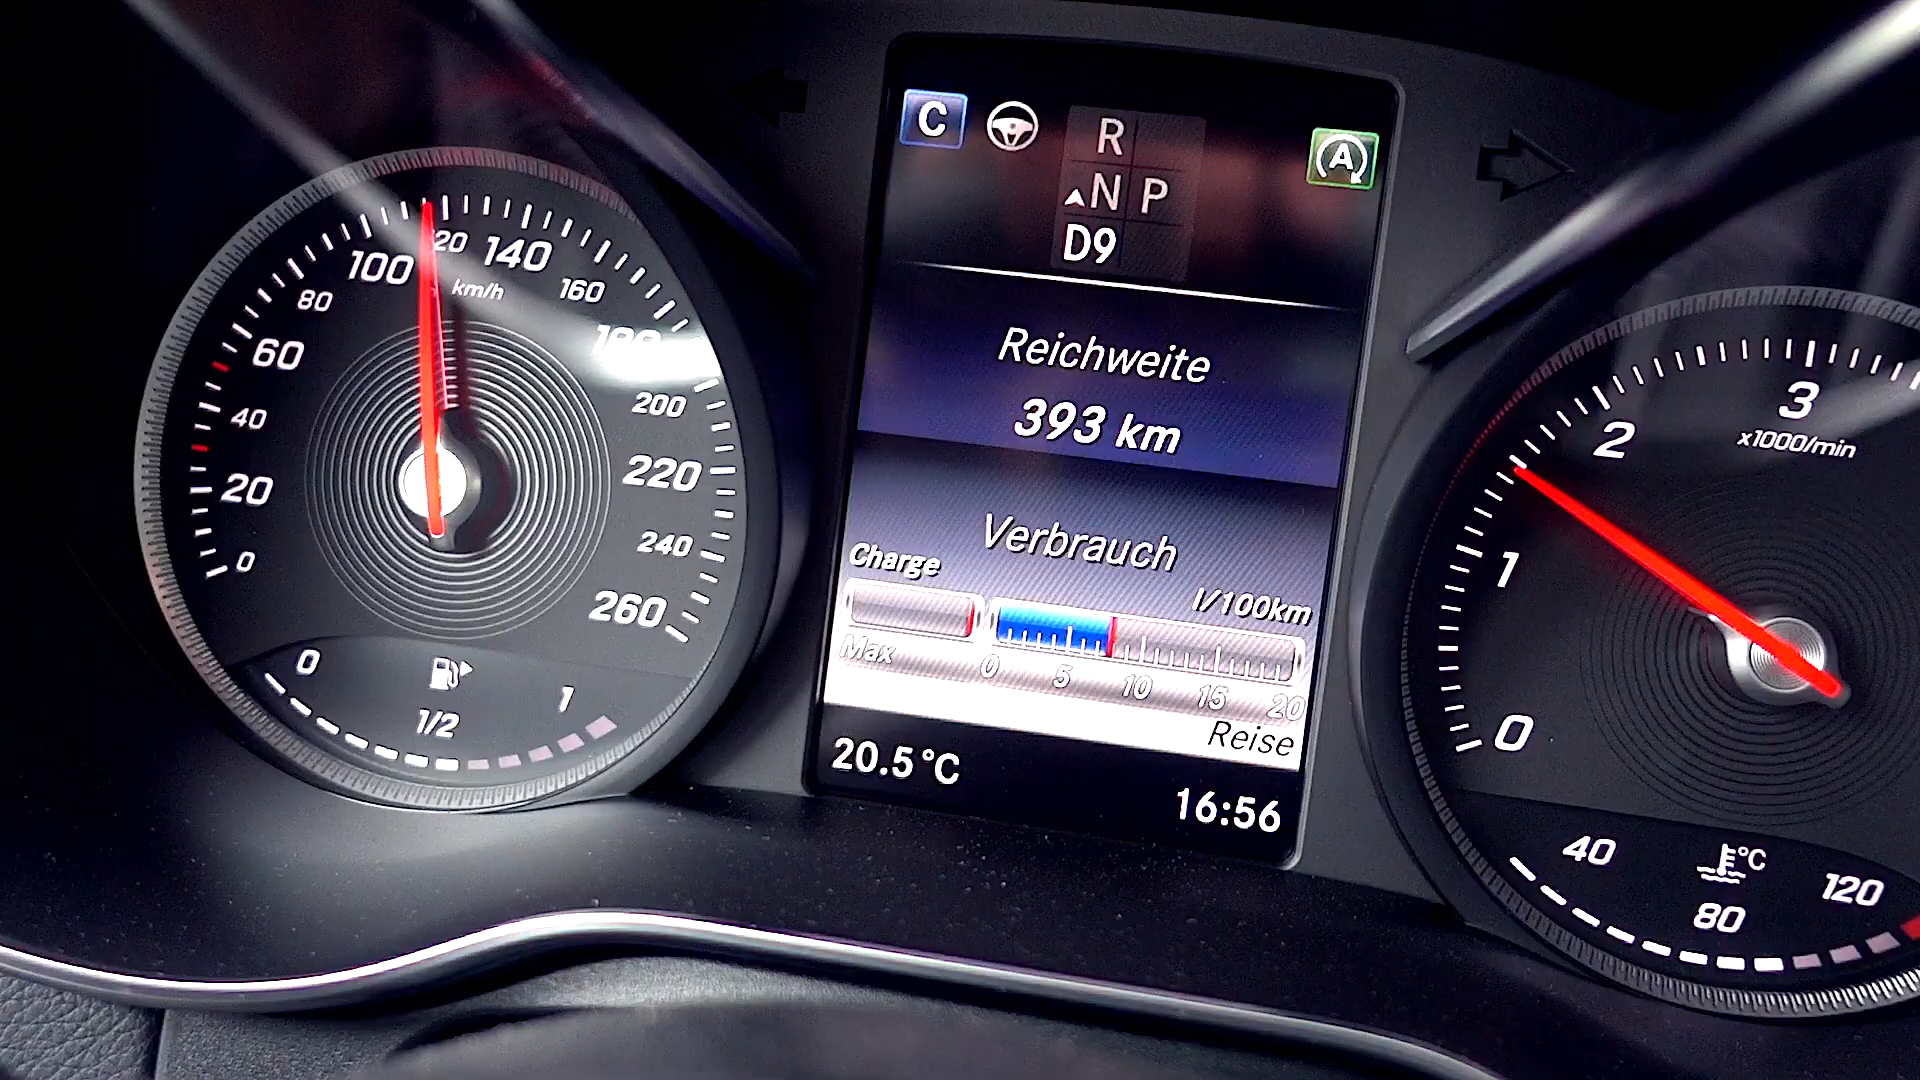 0
20
40
60
80
100
20
140
160
180
200
220
240
260
km/h
0
1/2
1
C
R
N P
D9
A
Reichweite
393 km
Verbrauch
Charge
l/100km
Max
0 5 10 15 20
Reise
20.5°C
16:56
0
1
2
3
x1000/min
40
°C
80
120